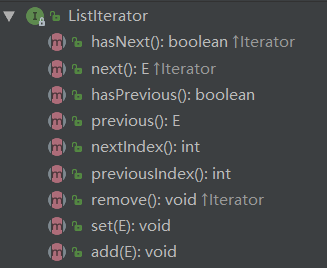 ListIterator
hasNext(): boolean ↑Iterator
next(): E ↑Iterator
hasPrevious(): boolean
previous(): E
nextIndex(): int
previousIndex(): int
remove(): void ↑Iterator
set(E): void
add(E): void